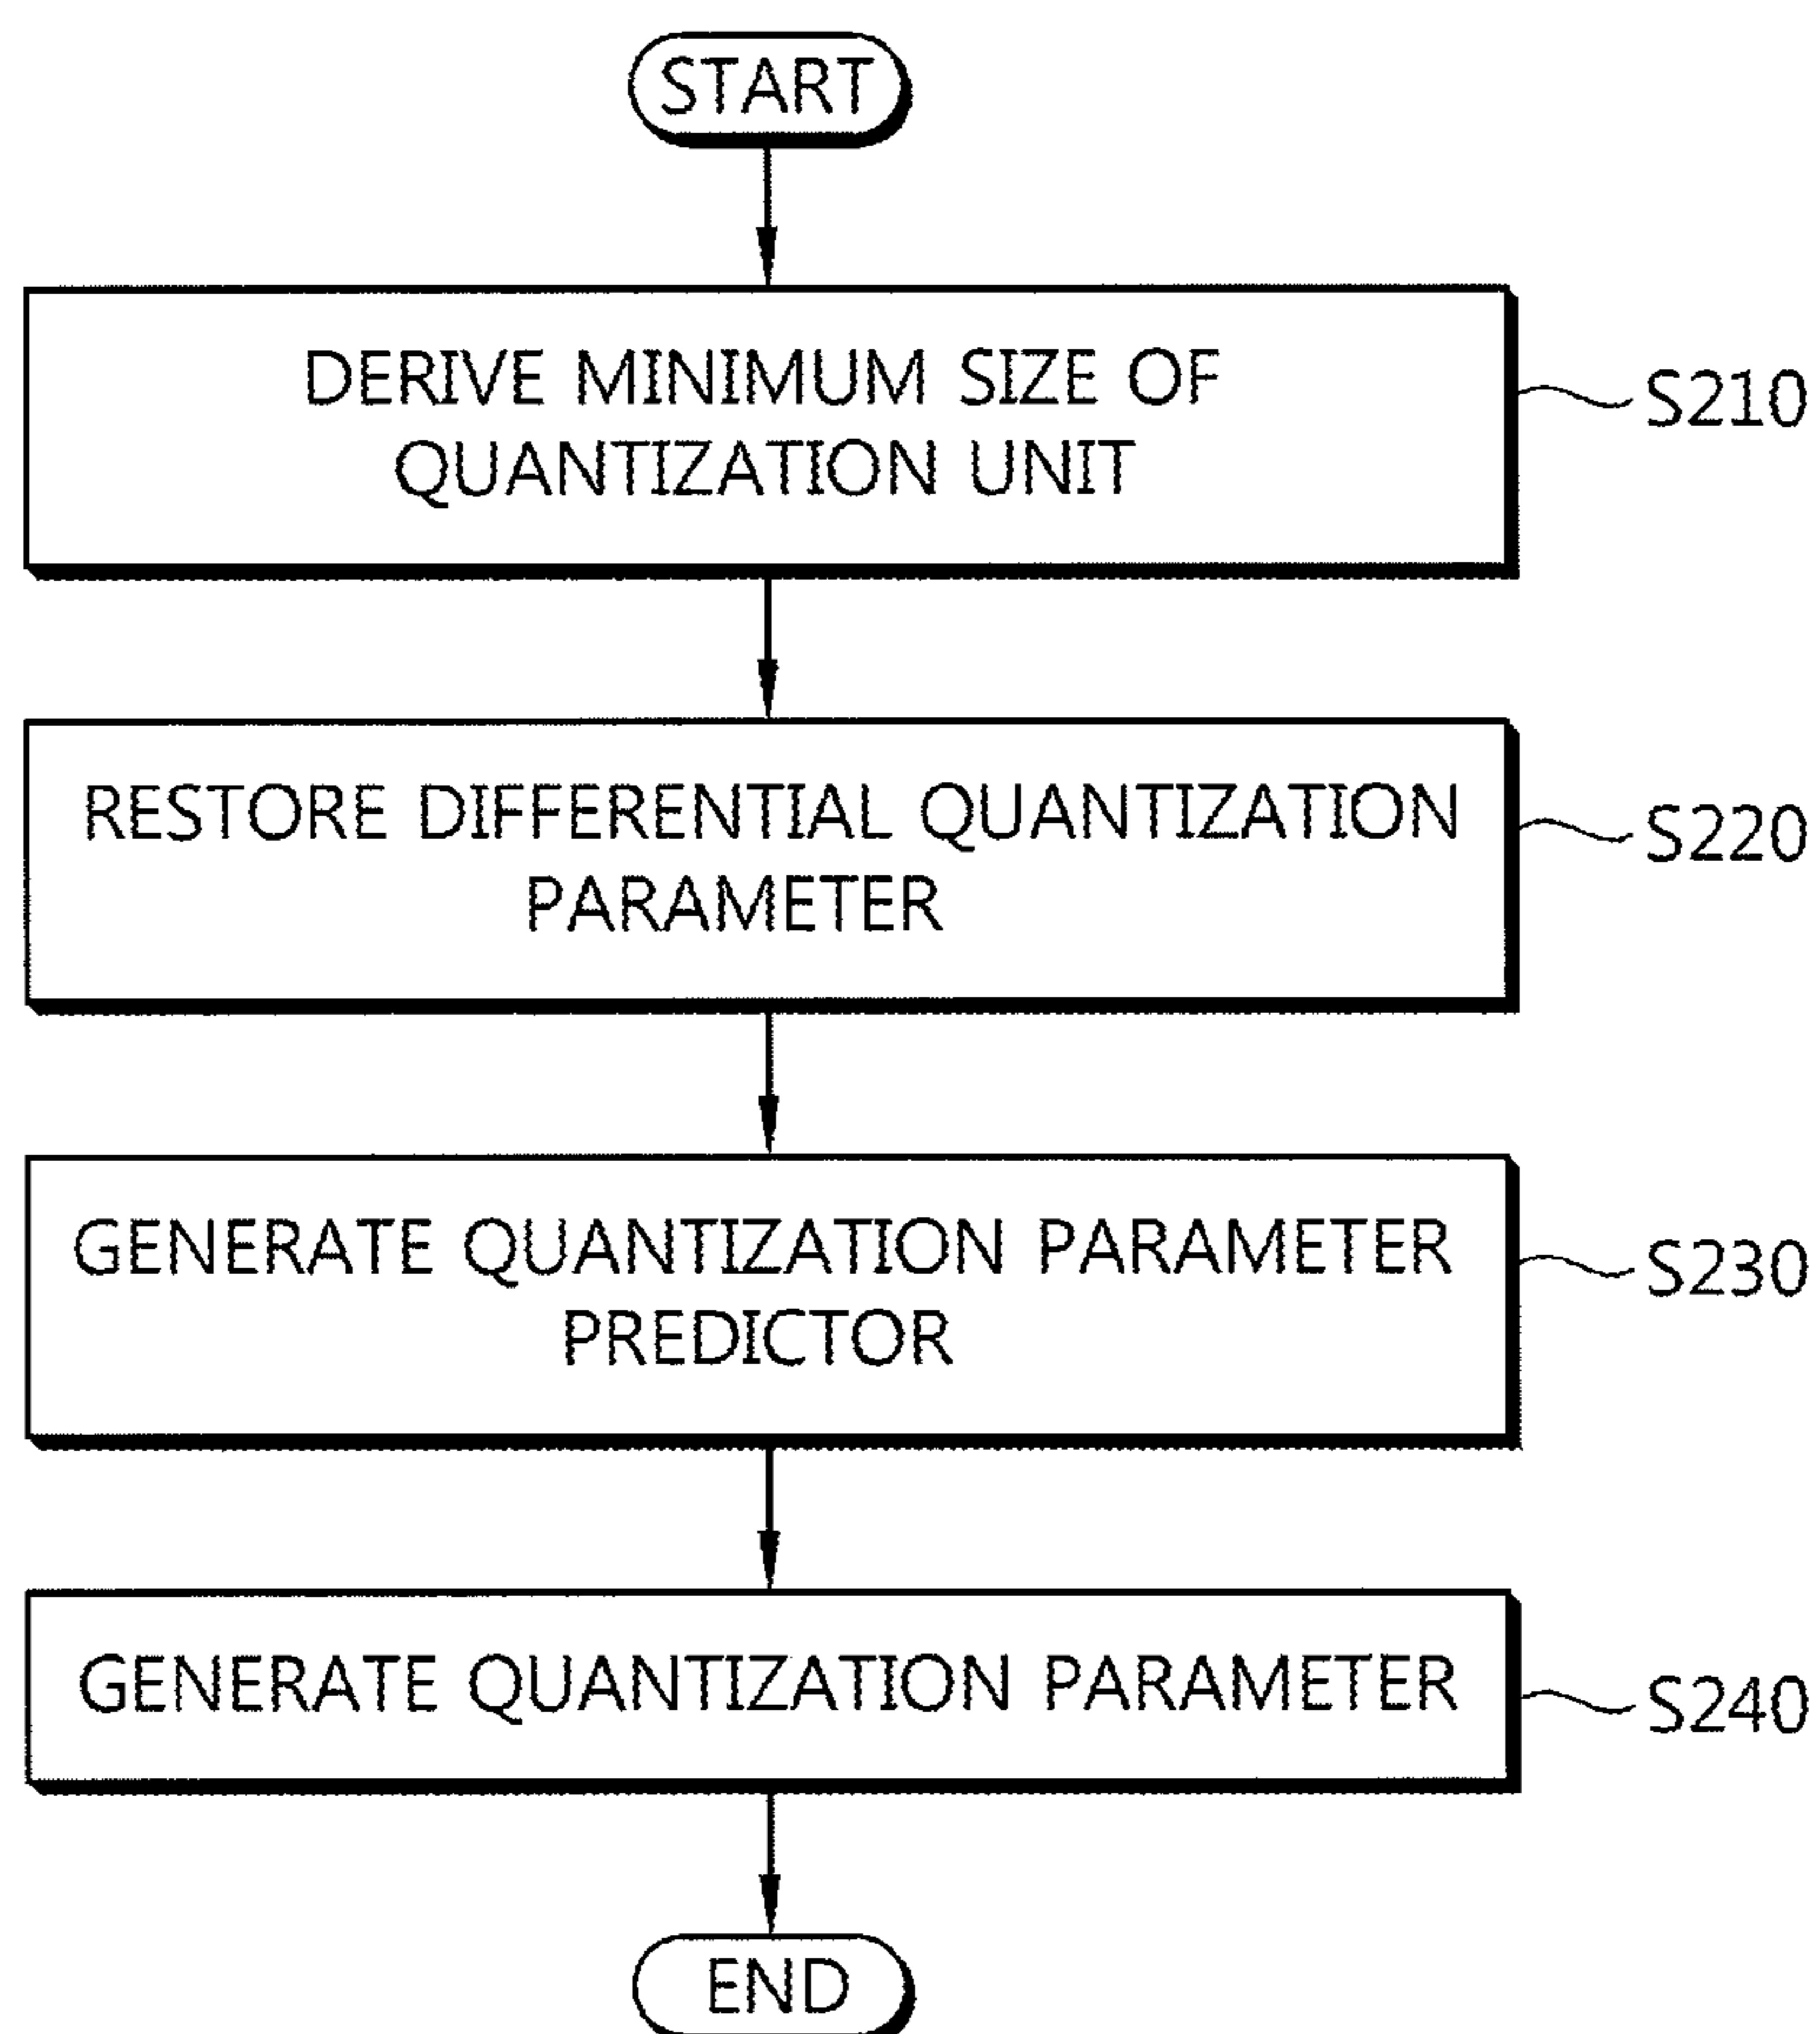 START
DERIVE MINIMUM SIZE OF
QUANTIZATION UNIT
S210
RESTORE DIFFERENTIAL QUANTIZATION
PARAMETER
S220
GENERATE QUANTIZATION PARAMETER
PREDICTOR
S230
GENERATE QUANTIZATION PARAMETER
S240
END